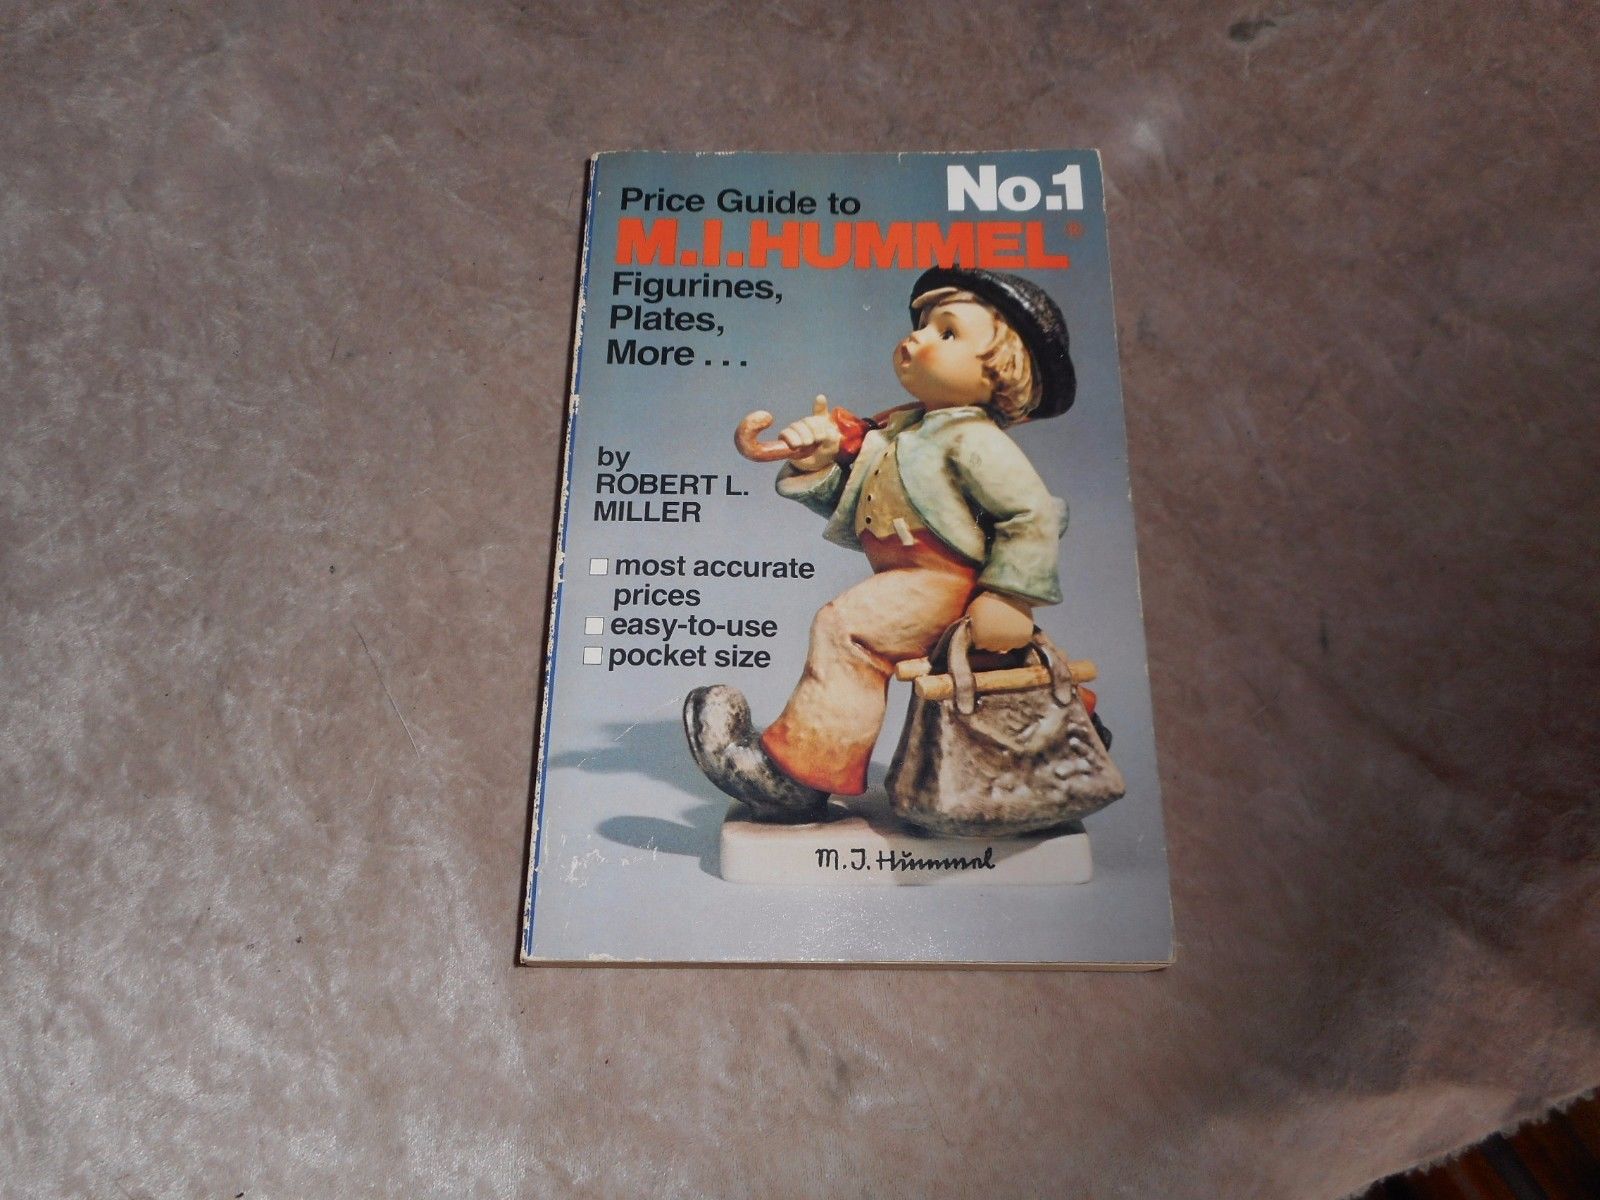 No.1
Price Guide to
M.I.HUMMEL®
Figurines,
Plates,
More...
by
ROBERT L.
MILLER
most accurate
prices
easy-to-use
pocket size
M.J. Hummel